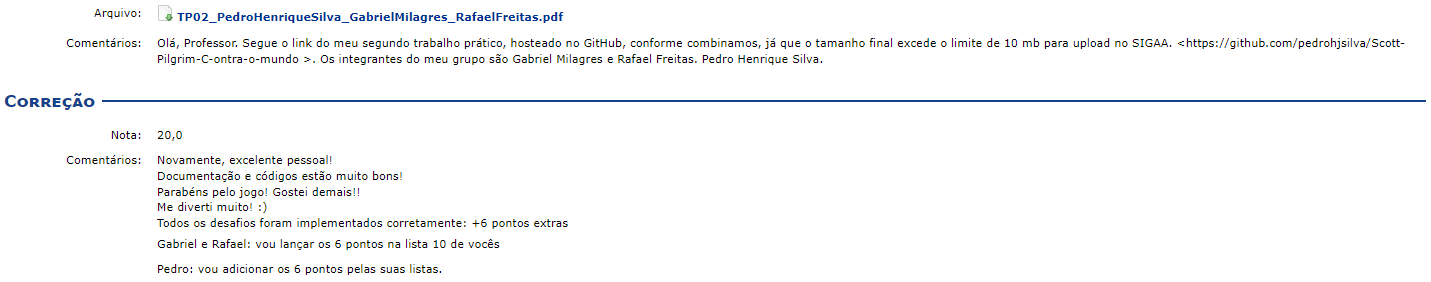 Arquivo: TP02_PedroHenriqueSilva_GabrielMilagres_RafaelFreitas.pdf
Comentários: Olá, Professor. Segue o link do meu segundo trabalho prático, hosteado no GitHub, conforme combinamos, já que o tamanho final excede o limite de 10 mb para upload no SIGAA. <https://github.com/pedrohjsilva/Scott-
Pilgrim-C-ontra-o-mundo >. Os integrantes do meu grupo são Gabriel Milagres e Rafael Freitas. Pedro Henrique Silva.
Correção
Nota: 20,0
Comentários: Novamente, excelente pessoal!
Documentação e códigos estão muito bons!
Parabéns pelo jogo! Gostei demais!!
Me diverti muito! :)
Todos os desafios foram implementados corretamente: +6 pontos extras
Gabriel e Rafael: vou lançar os 6 pontos na lista 10 de vocês
Pedro: vou adicionar os 6 pontos pelas suas listas.